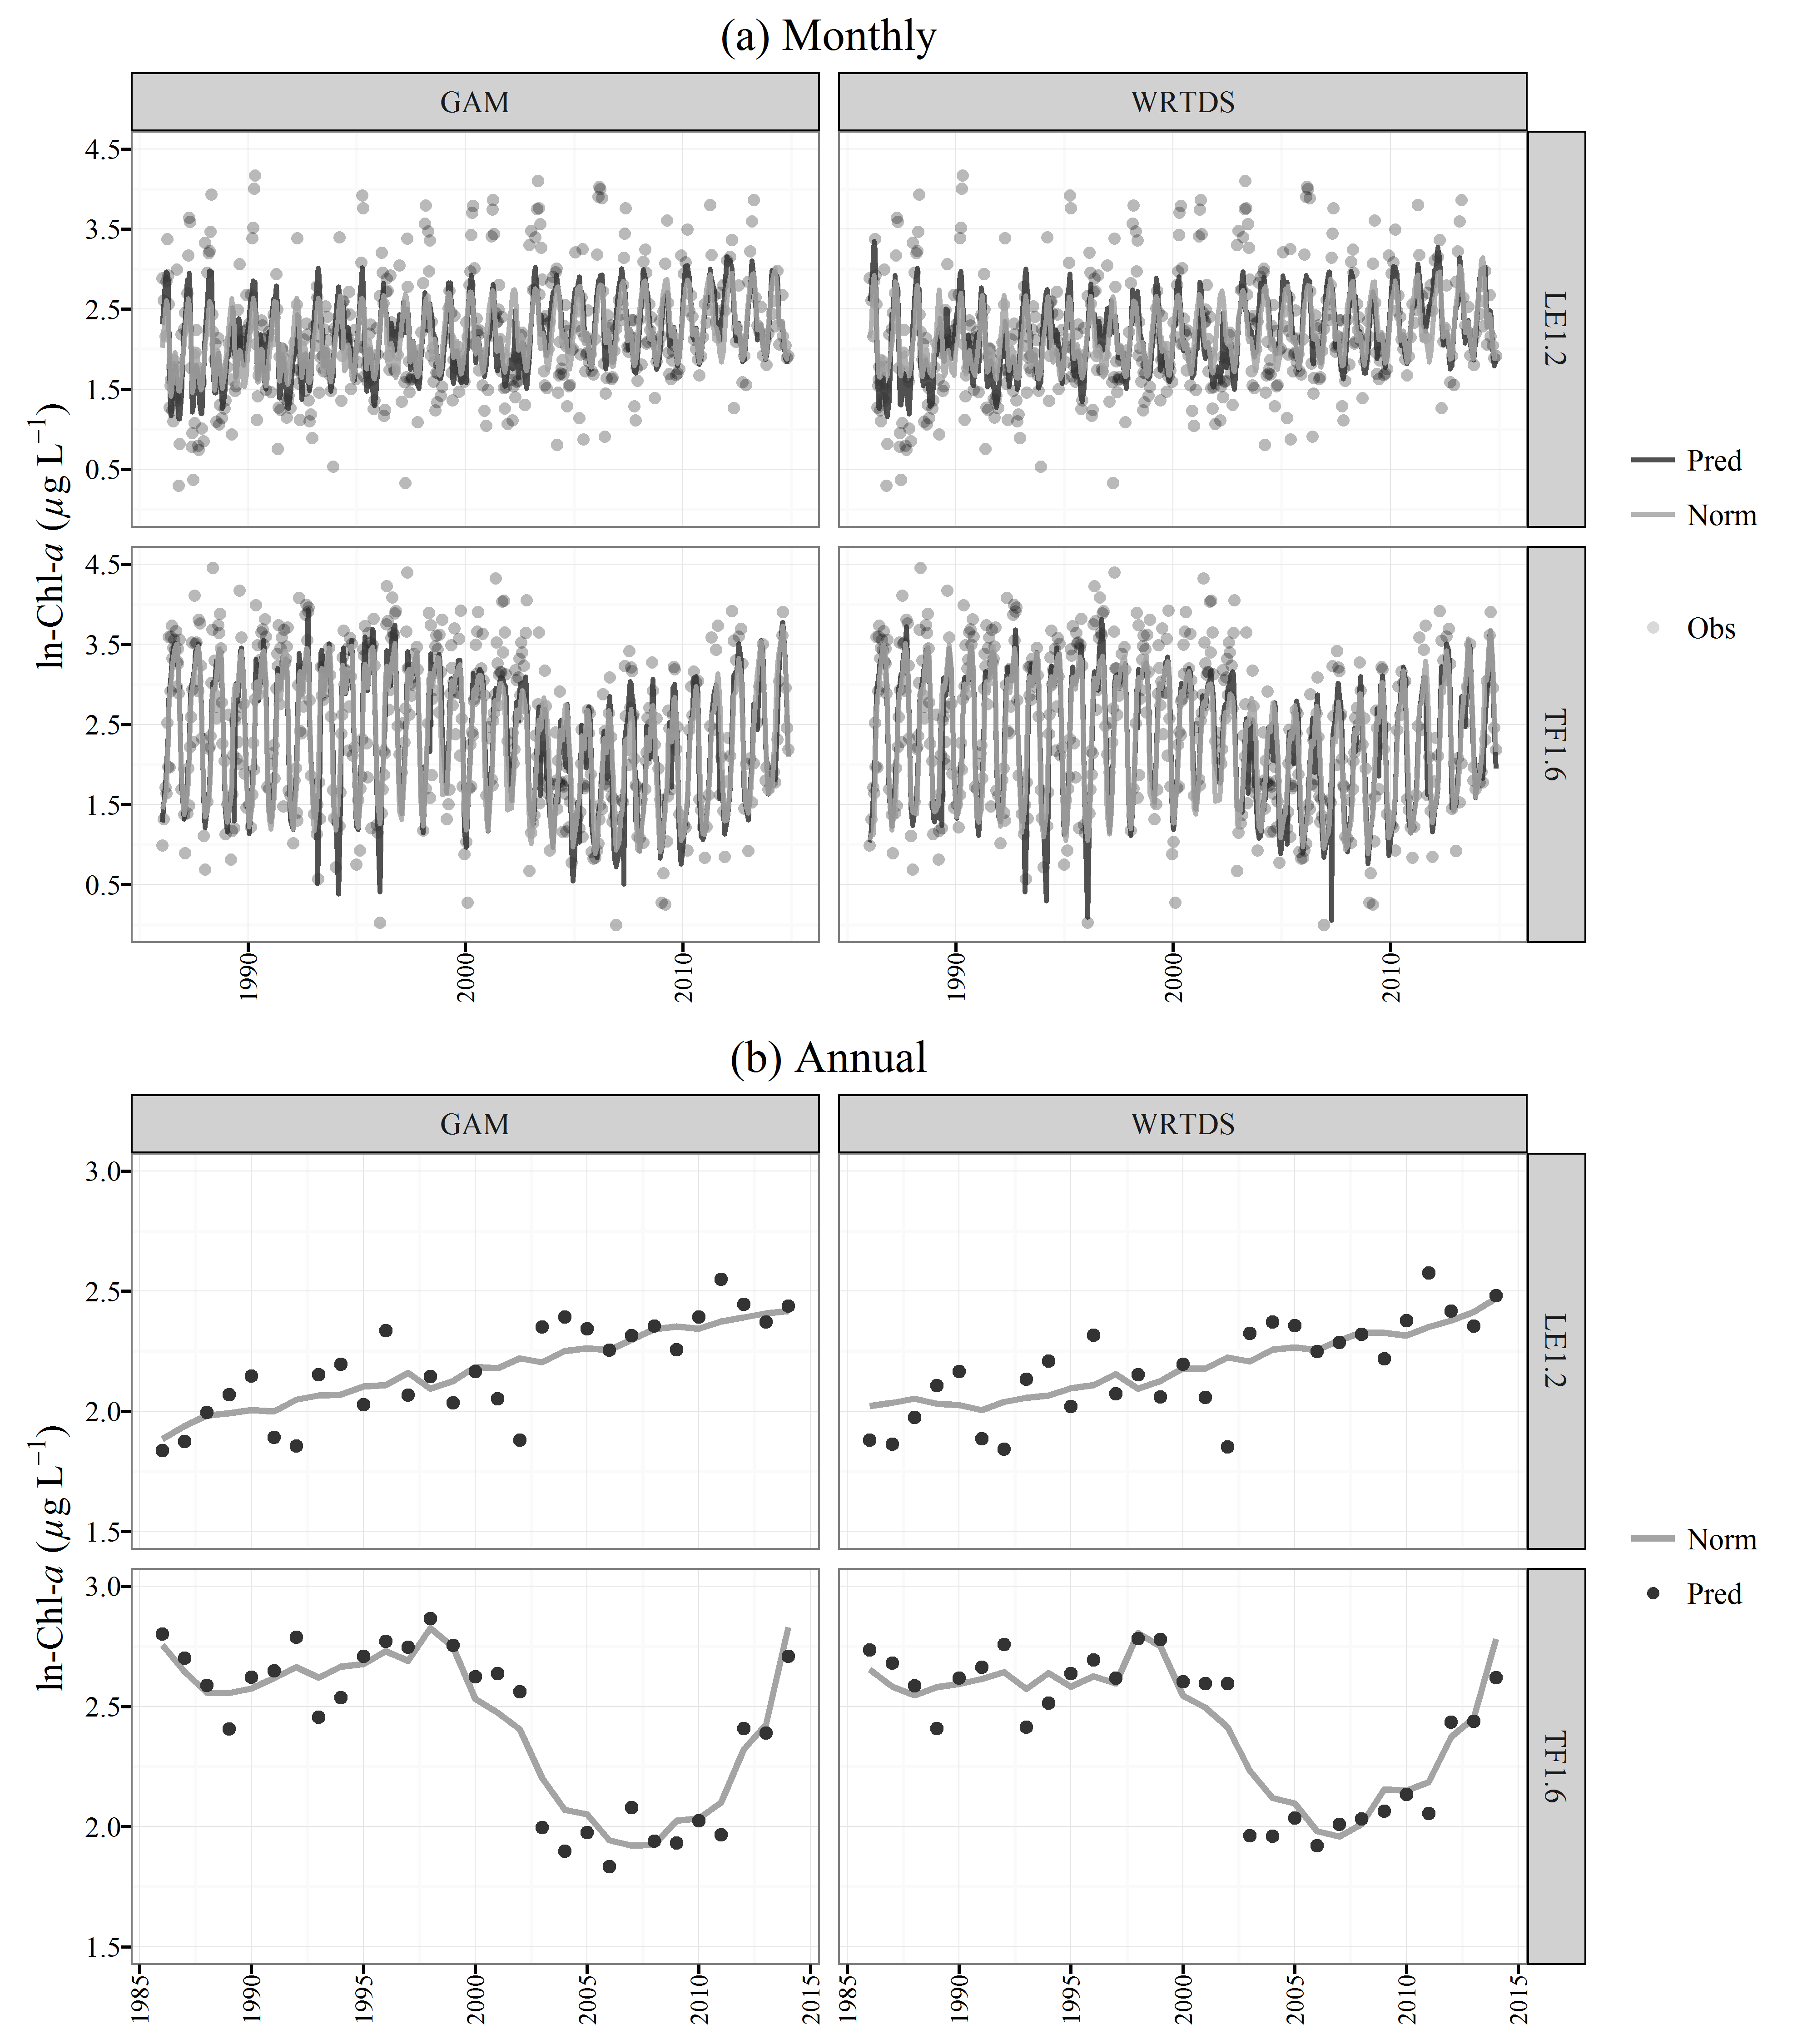 (a) Monthly
GAM
WRTDS
4.5
3.5
2.5
1.5
0.5
LE1.2
4.5
3.5
2.5
1.5
0.5
TF1.6
ln-Chl-a (μg L⁻¹)
1990
2000
2010
1990
2000
2010
Pred
Norm
Obs
(b) Annual
GAM
WRTDS
3.0
2.5
2.0
1.5
LE1.2
3.0
2.5
2.0
1.5
TF1.6
ln-Chl-a (μg L⁻¹)
1985
1990
1995
2000
2005
2010
2015
1985
1990
1995
2000
2005
2010
2015
Norm
Pred